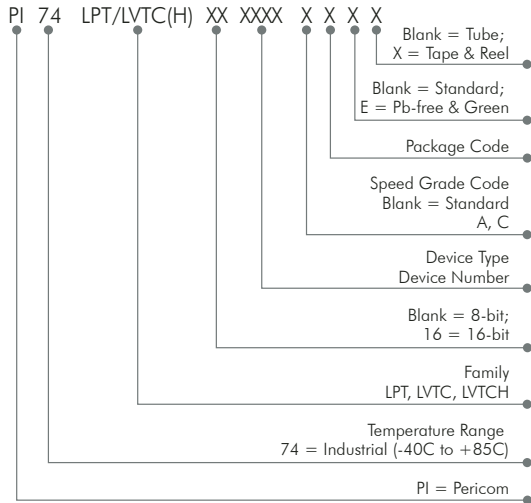 PI 74 LPT/LVTC(H) XX XXXX X X X X
Blank = Tube;
X = Tape & Reel
Blank = Standard;
E = Pb-free & Green
Package Code
Speed Grade Code
Blank = Standard
A, C
Device Type
Device Number
Blank = 8-bit;
16 = 16-bit
Family
LPT, LVTC, LVTCH
Temperature Range
74 = Industrial (-40C to +85C)
PI = Pericom